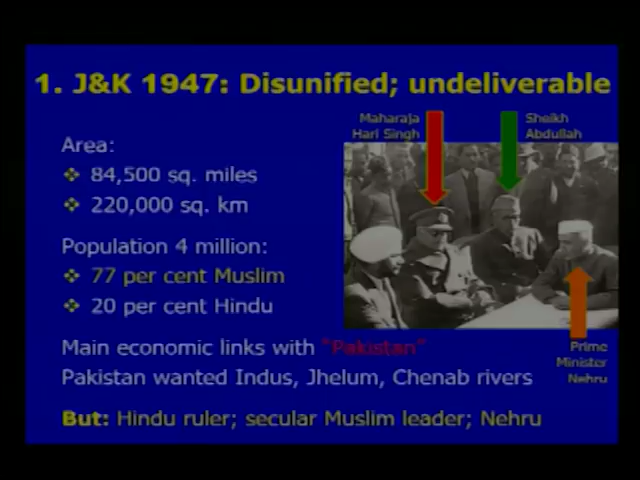 1. J&K 1947: Disunified; undeliverable
Maharaja
Hari Singh
Sheikh
Abdullah
Area:
❖ 84,500 sq. miles
❖ 220,000 sq. km
Population 4 million:
❖ 77 per cent Muslim
❖ 20 per cent Hindu
Main economic links with "Pakistan"
Pakistan wanted Indus, Jhelum, Chenab rivers
Prime
Minister
Nehru
But: Hindu ruler; secular Muslim leader; Nehru